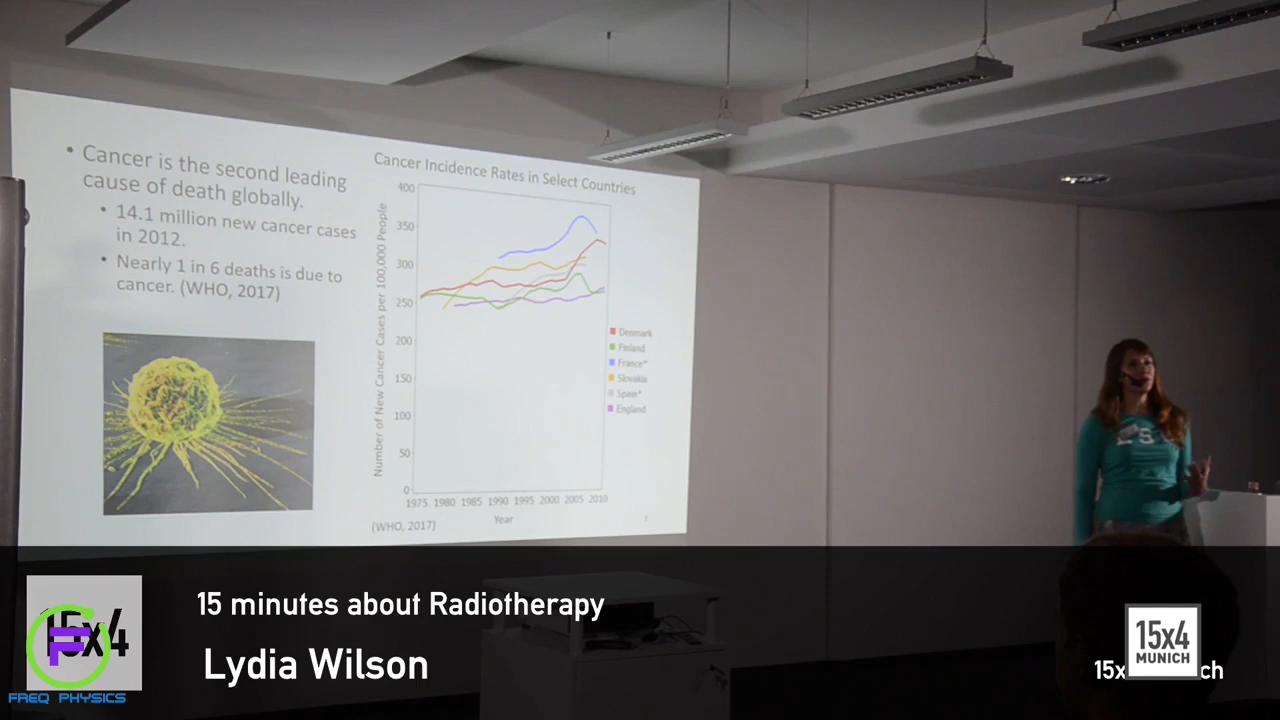 • Cancer is the second leading
cause of death globally.
• 14.1 million new cancer cases
in 2012.
• Nearly 1 in 6 deaths is due to
cancer. (WHO, 2017)
Cancer Incidence Rates in Select Countries
Number of New Cancer Cases per 100,000 People
400
350
300
250
200
150
100
50
0
1975 1980 1985 1990 1995 2000 2005 2010
Year
Denmark
Finland
France*
Slovakia
Spain*
England
(WHO, 2017)
15 minutes about Radiotherapy
Lydia Wilson
15x4
F
FREQ PHYSICS
15x4
MUNICH